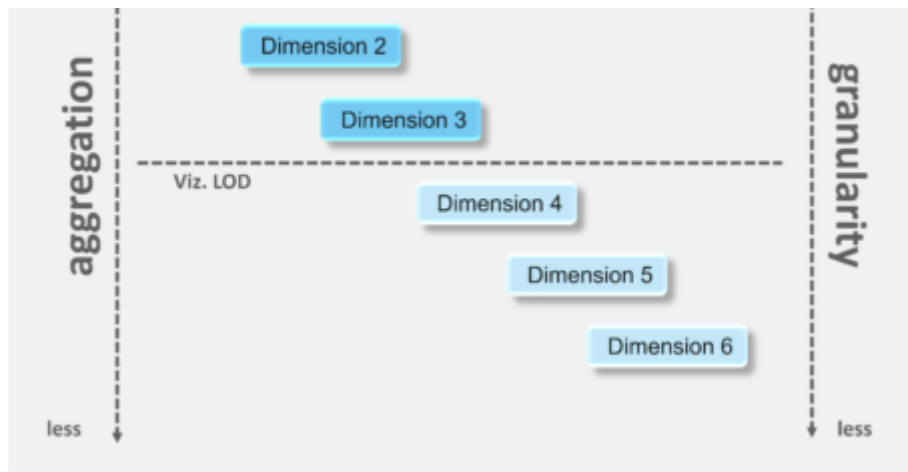 Dimension 2
aggregation
granularity
Dimension 3
Viz. LOD
Dimension 4
Dimension 5
Dimension 6
less
less